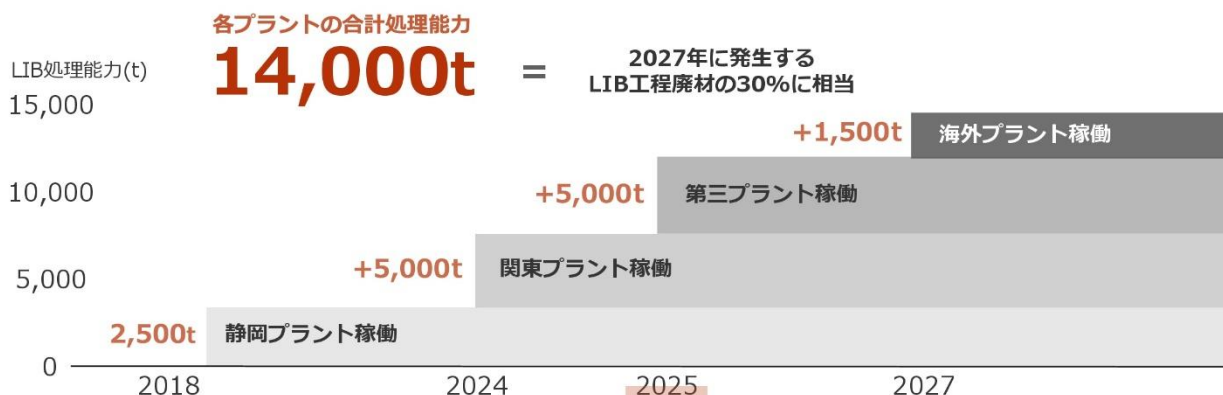 各プラントの合計処理能力
LIB処理能力(t)
14,000t
=
2027年に発生する
LIB工程廃材の30%に相当
15,000
+1,500t
海外プラント稼働
10,000
+5,000t
第三プラント稼働
5,000
+5,000t
関東プラント稼働
2,500t
静岡プラント稼働
0
2018
2024
2025
2027